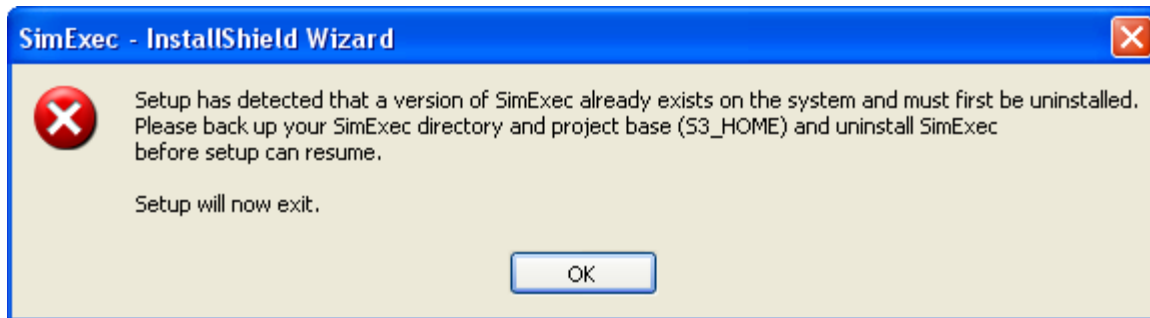 SimExec - InstallShield Wizard
Setup has detected that a version of SimExec already exists on the system and must first be uninstalled.
Please back up your SimExec directory and project base (S3_HOME) and uninstall SimExec
before setup can resume.
Setup will now exit.
OK